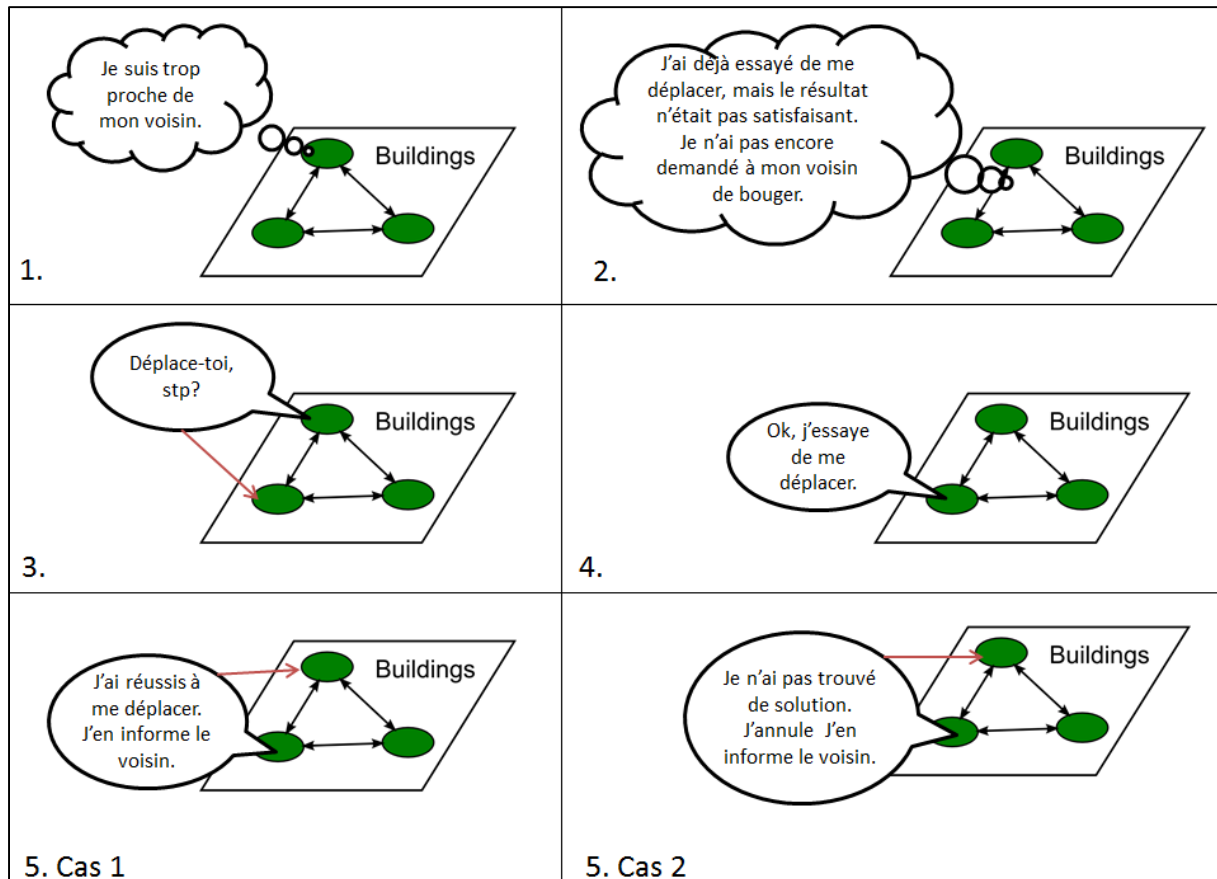 Je suis trop
proche de
mon voisin.
Buildings
1.
J'ai déjà essayé de me
déplacer, mais le résultat
n'était pas satisfaisant.
Je n'ai pas encore
demandé à mon voisin
de bouger.
Buildings
2.
Déplace-toi,
stp?
Buildings
3.
Ok, j'essaye
de me
déplacer.
Buildings
4.
J'ai réussis à
me déplacer.
J'en informe le
voisin.
Buildings
5. Cas 1
Je n'ai pas trouvé
de solution.
J'annule J'en
informe le voisin.
Buildings
5. Cas 2